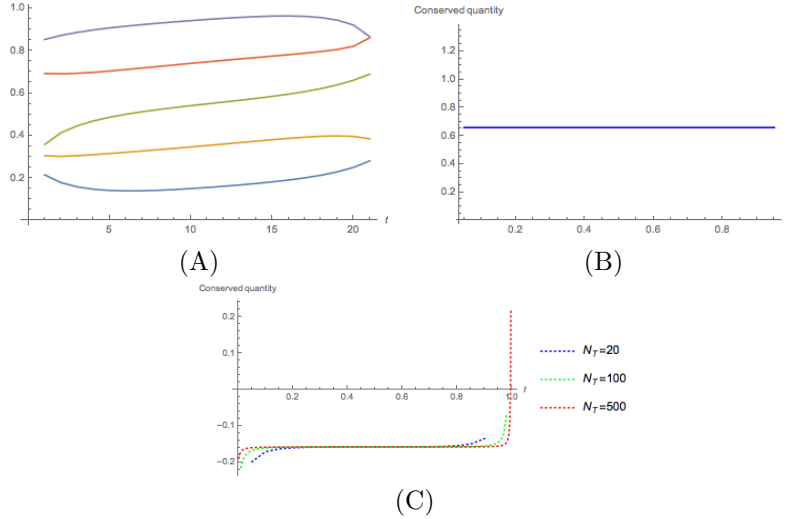 1.0
0.8
0.6
0.4
0.2
5 10 15 20 t
(A)
Conserved quantity
1.2
1.0
0.8
0.6
0.4
0.2
0.2 0.4 0.6 0.8
(B)
Conserved quantity
0.2
0.1
-0.1
-0.2
0.2 0.4 0.6 0.8 1.0 t
N_T=20
N_T=100
N_T=500
(C)